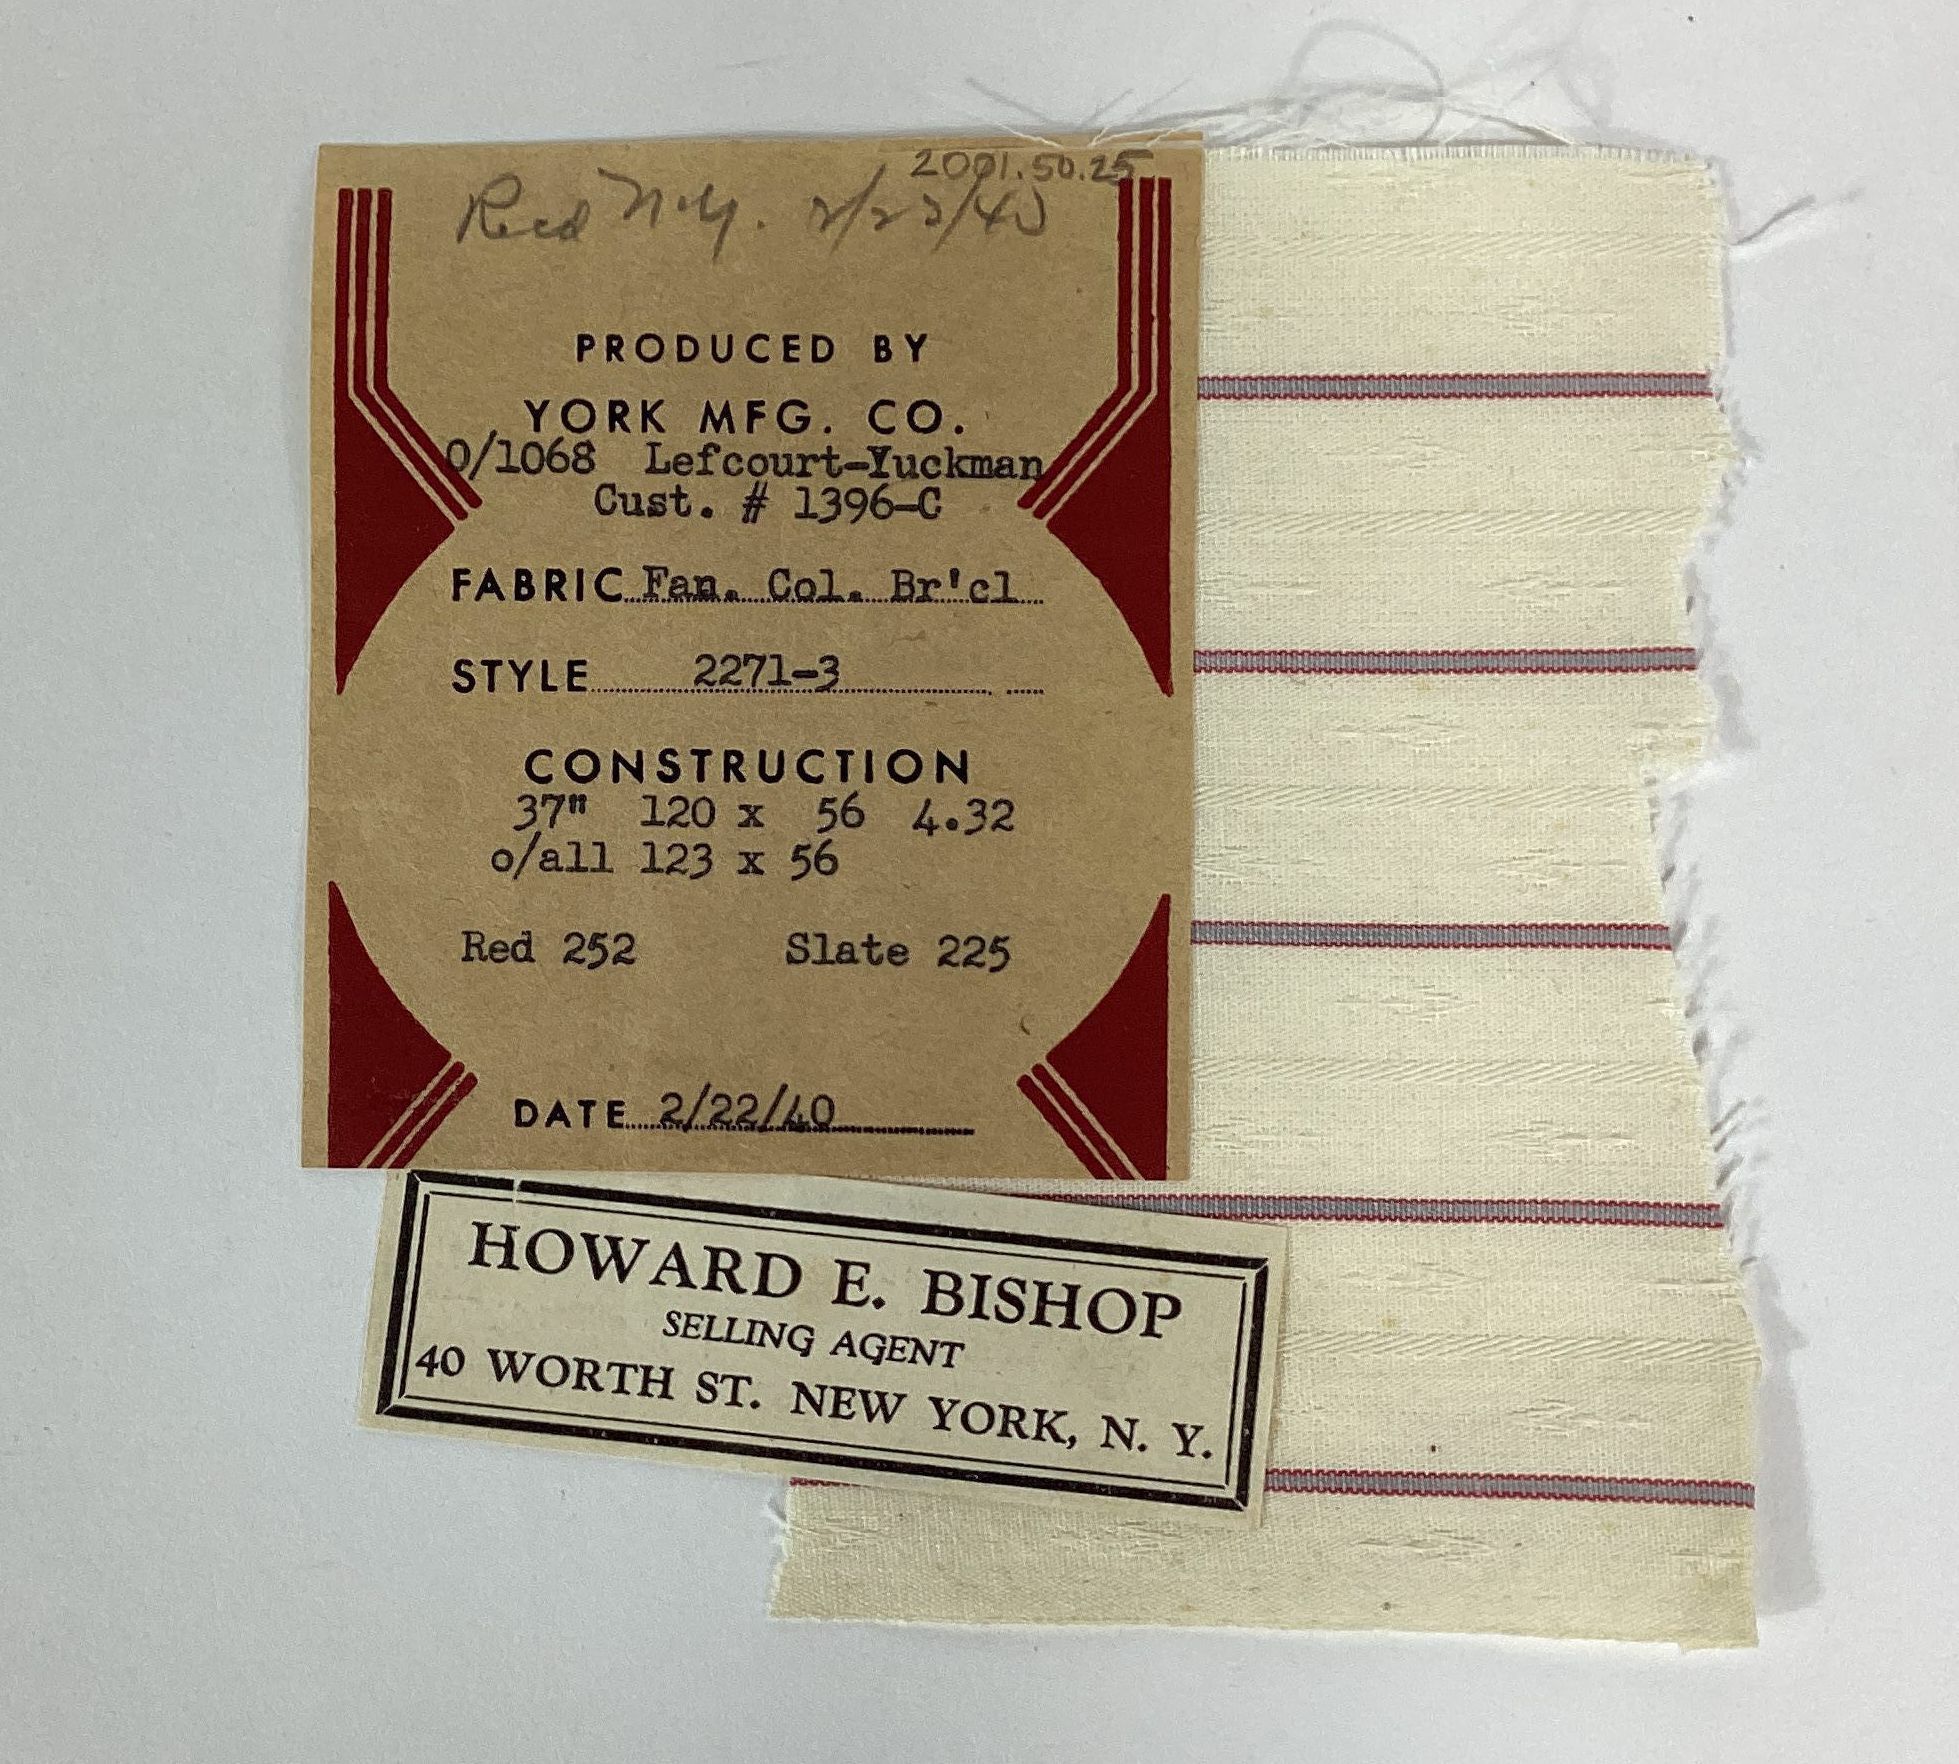 2001.50.25
Recd N.Y. 2/23/40
PRODUCED BY
YORK MFG. CO.
0/1068 Lefcourt-Yuckman
Cust. # 1396-C
FABRIC Fan. Col. Br'cl
STYLE 2271-3
CONSTRUCTION
37" 120 x 56 4.32
o/all 123 x 56
Red 252 Slate 225
DATE 2/22/40
HOWARD E. BISHOP
SELLING AGENT
40 WORTH ST. NEW YORK, N. Y.